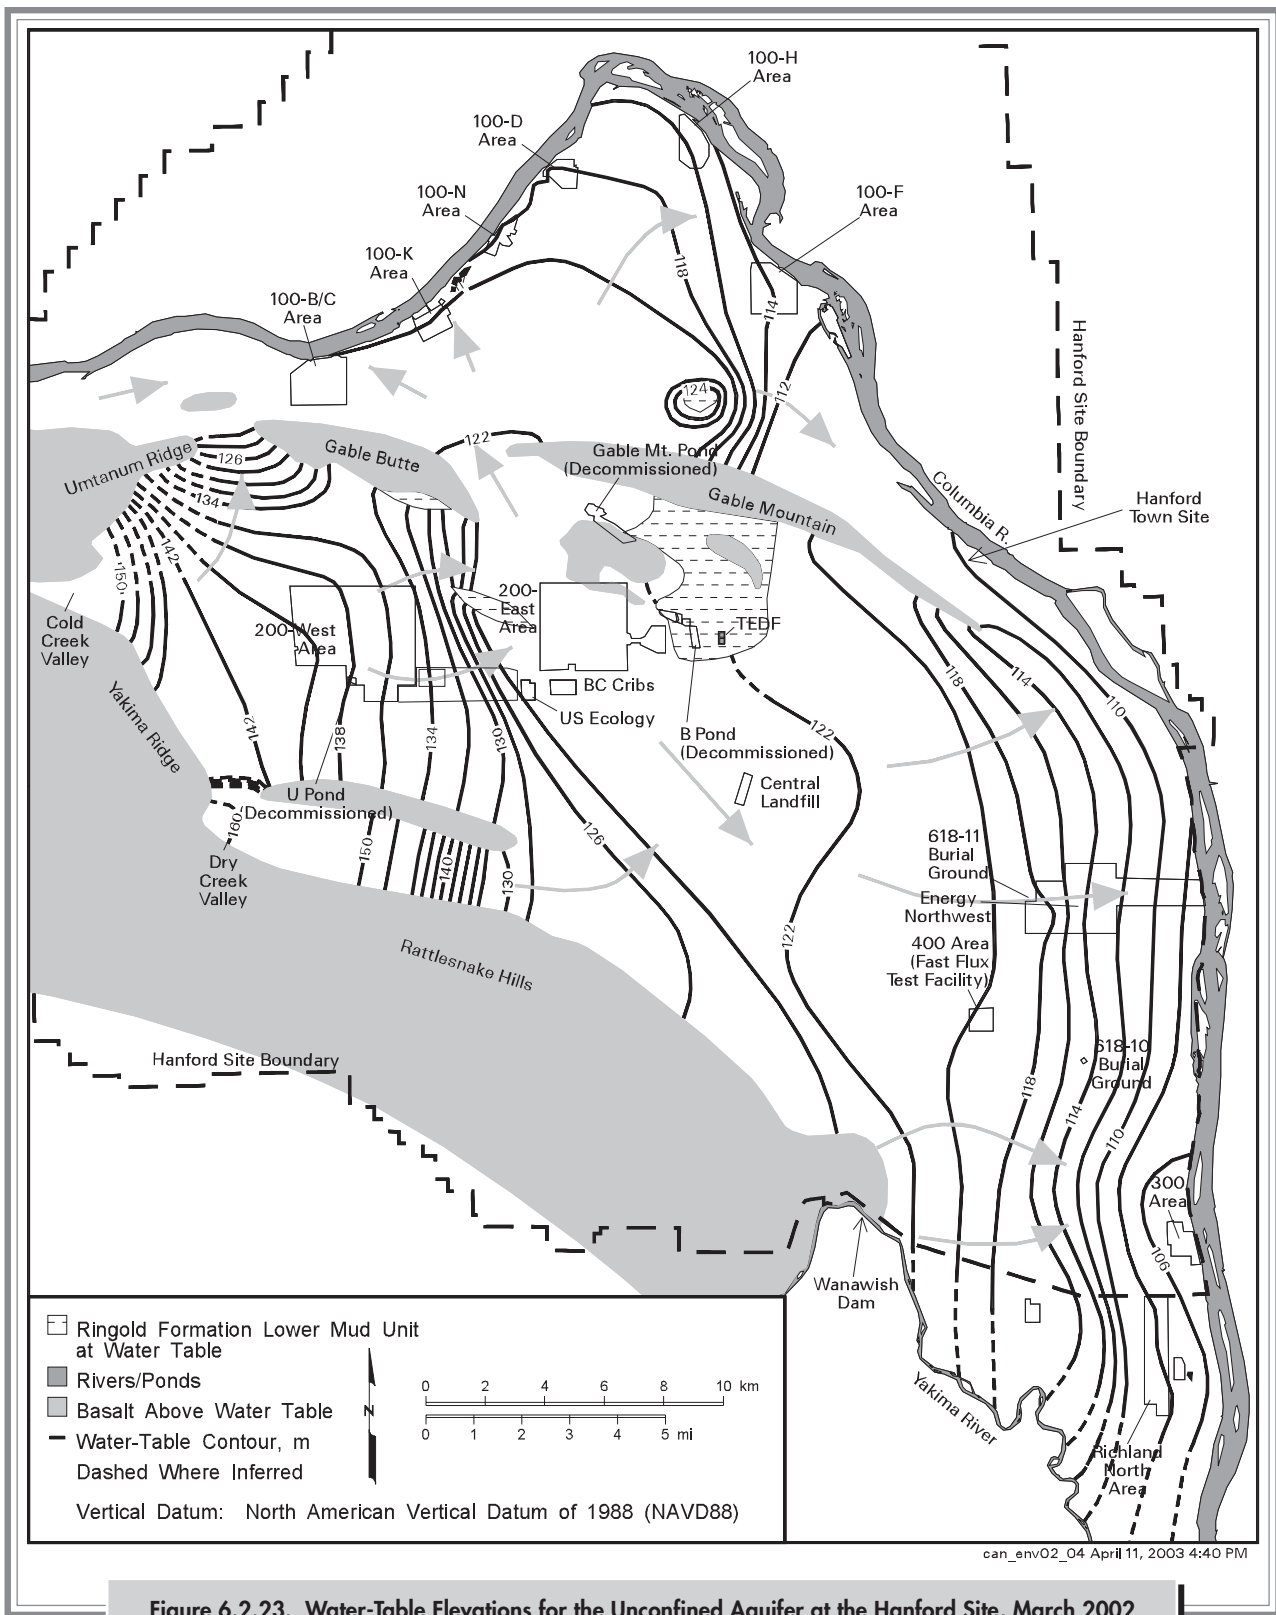 100-H
Area
100-D
Area
100-N
Area
100-F
Area
100-K
Area
100-B/C
Area
118
114
112
124
122
Hanford Site Boundary
Umtanum Ridge
126
134
Gable Butte
Gable Mt. Pond
(Decommissioned)
Gable Mountain
Columbia R.
Hanford
Town Site
142
150
Cold
Creek
Valley
200-West
Area
200-
East
Area
TEDF
BC Cribs
US Ecology
B Pond
(Decommissioned)
122
118
114
110
Yakima Ridge
142
138
134
130
Central
Landfill
U Pond
(Decommissioned)
160
150
140
130
126
Dry
Creek
Valley
618-11
Burial
Ground
Energy
Northwest
122
400 Area
(Fast Flux
Test Facility)
Rattlesnake Hills
Hanford Site Boundary
618-10
Burial
Ground
118
114
110
300
Area
106
Wanawish
Dam
Yakima River
Richland
North
Area
Ringold Formation Lower Mud Unit
at Water Table
Rivers/Ponds
Basalt Above Water Table
Water-Table Contour, m
Dashed Where Inferred
N
0 2 4 6 8 10 km
0 1 2 3 4 5 mi
Vertical Datum: North American Vertical Datum of 1988 (NAVD88)
can_env02_04 April 11, 2003 4:40 PM
Figure 6.2.23. Water-Table Elevations for the Unconfined Aquifer at the Hanford Site, March 2002